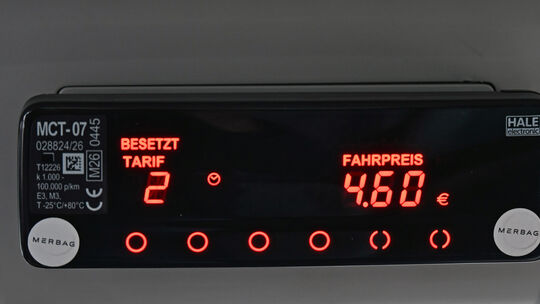 MCT-07
028824/26
T12226
k 1.000.-
100.000 p/km
E3, M3,
T -25°C/+80°C
M26 0445
CE
BESETZT
TARIF
2
FAHRPREIS
4.60 €
HALE
electronic
MERBAG
MERBAG